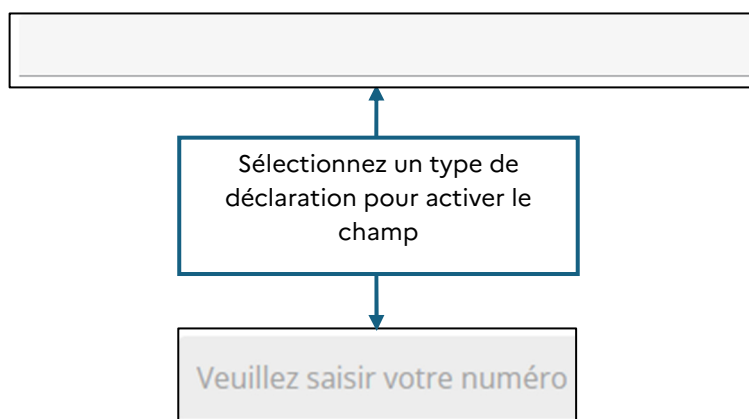 Sélectionnez un type de
déclaration pour activer le
champ
Veuillez saisir votre numéro